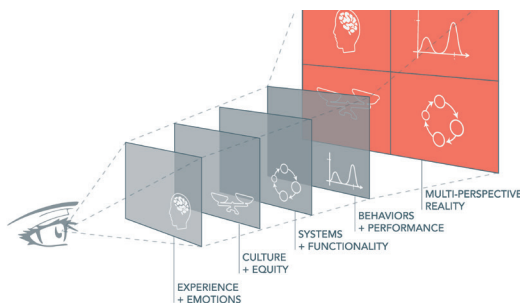 EXPERIENCE
+ EMOTIONS
CULTURE
+ EQUITY
SYSTEMS
+ FUNCTIONALITY
BEHAVIORS
+ PERFORMANCE
MULTI-PERSPECTIVE
REALITY